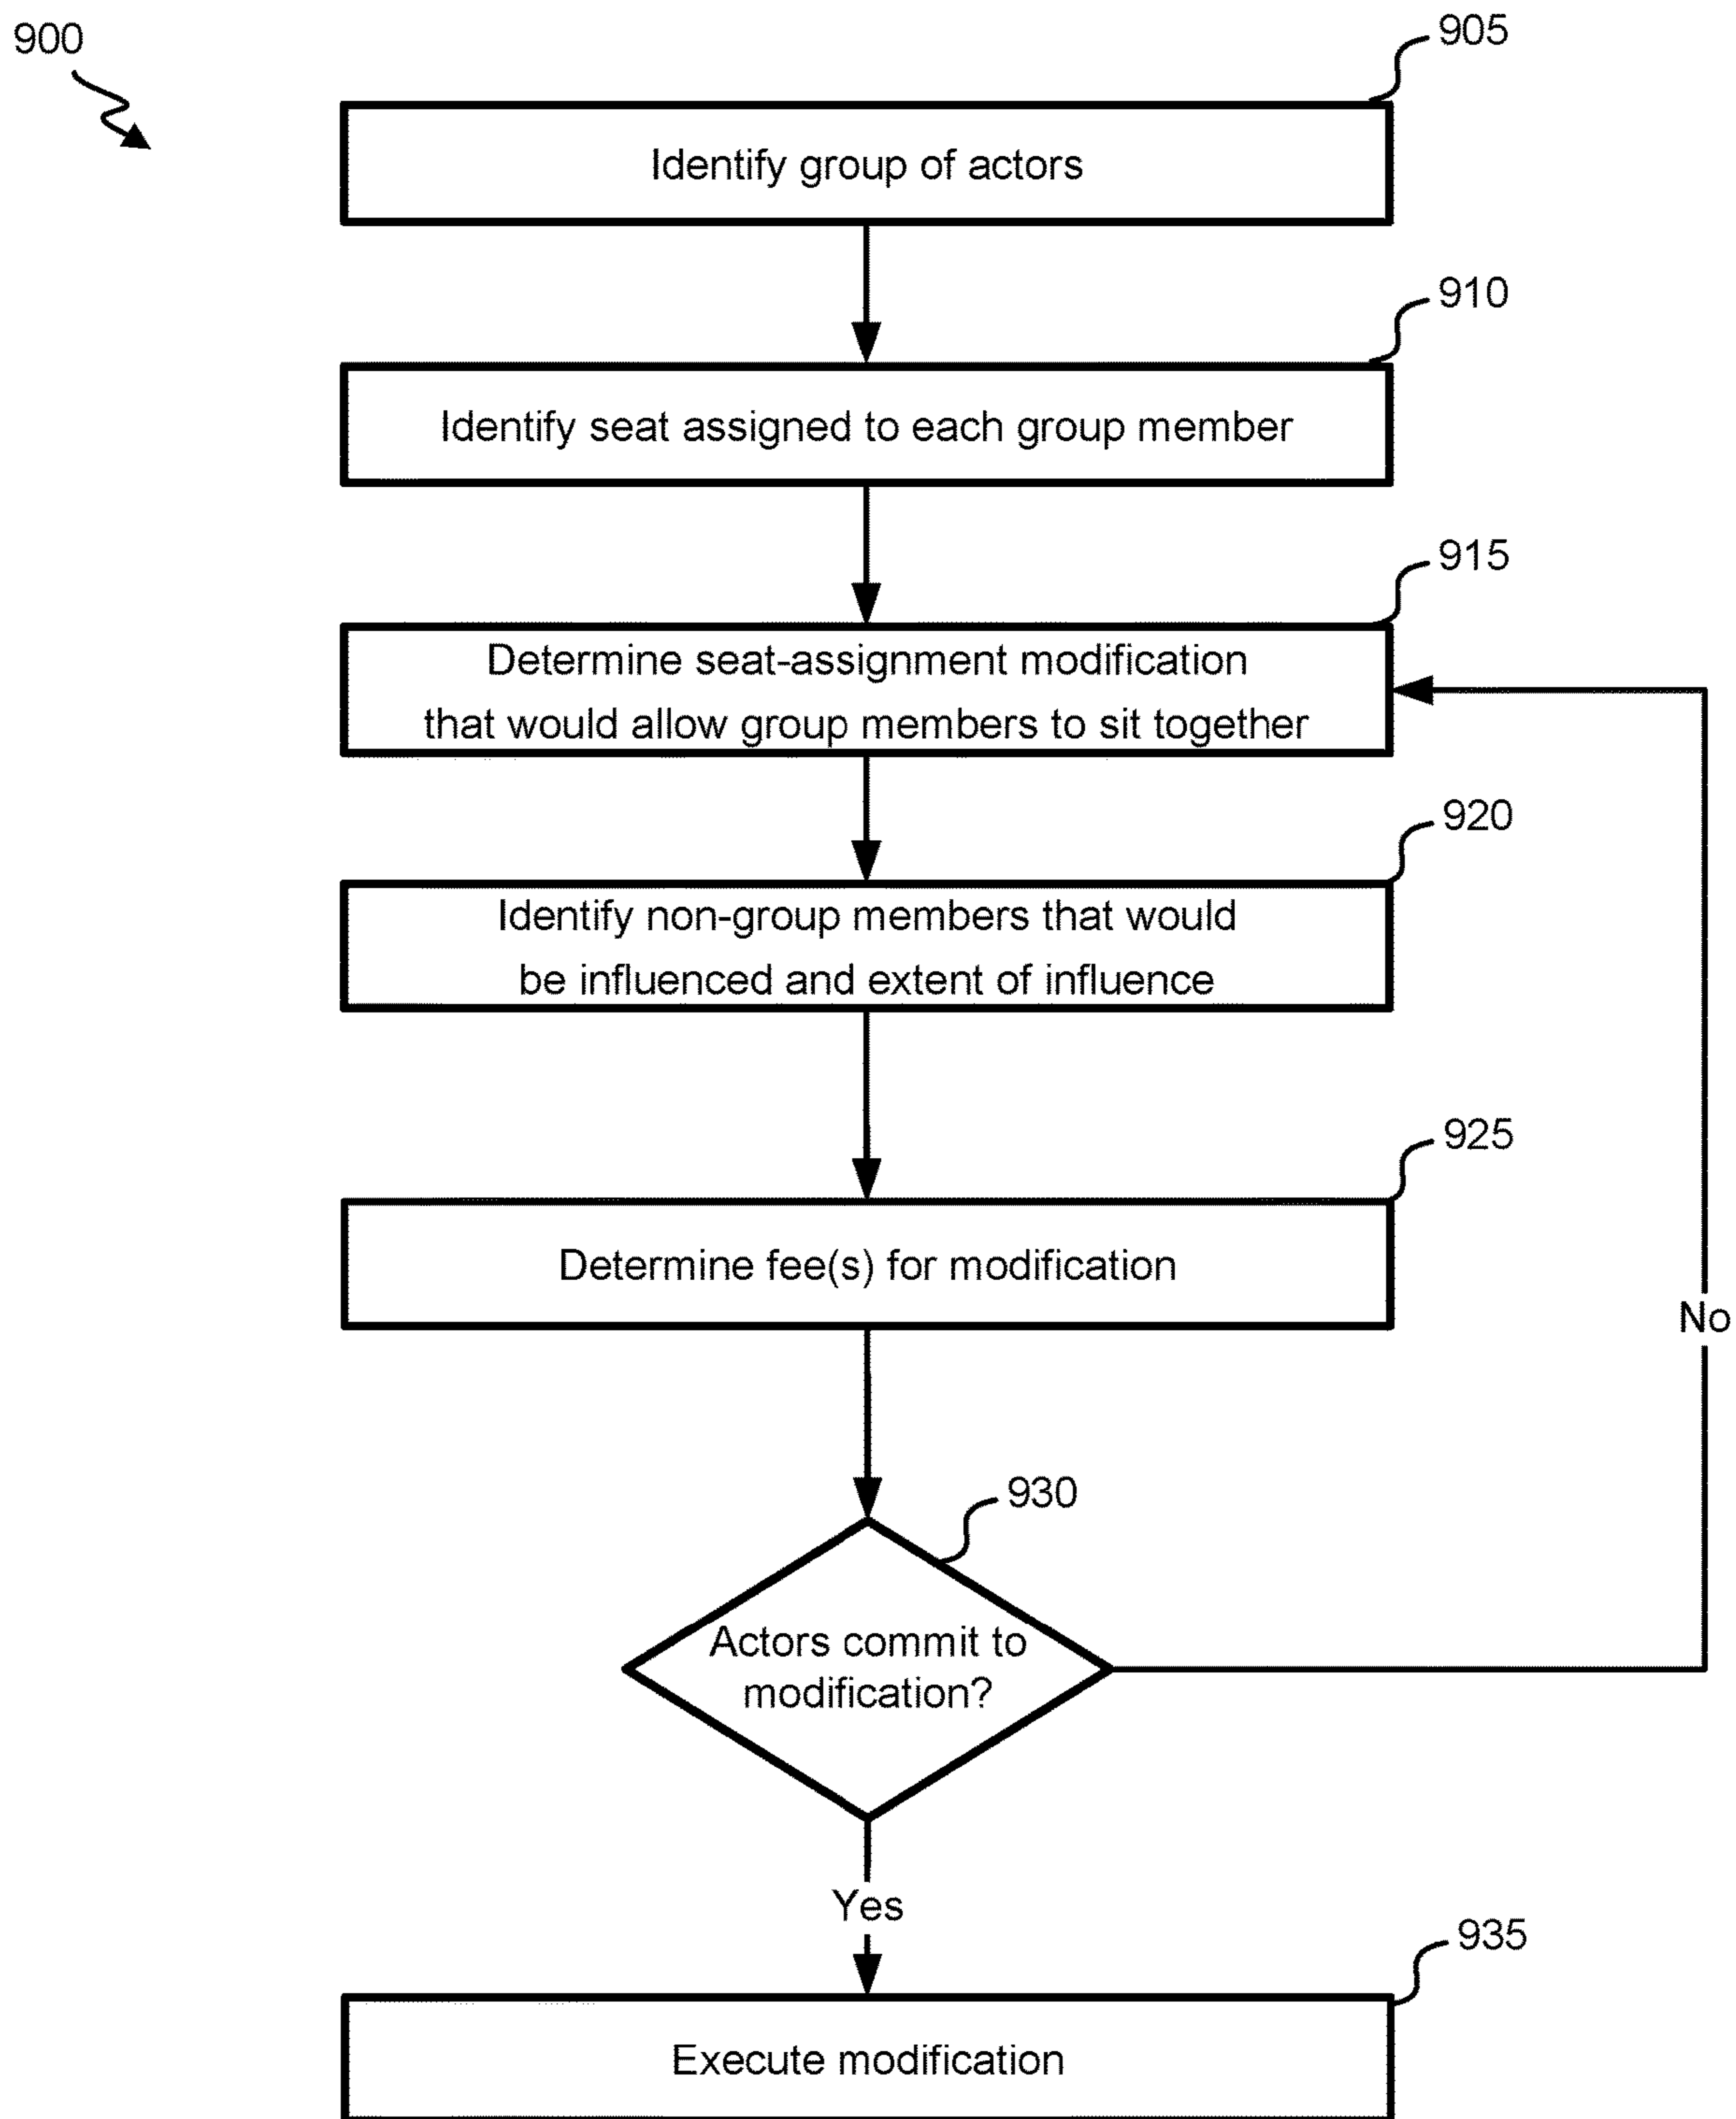 900
905
Identify group of actors
910
Identify seat assigned to each group member
915
Determine seat-assignment modification
that would allow group members to sit together
920
Identify non-group members that would
be influenced and extent of influence
925
Determine fee(s) for modification
No
930
Actors commit to
modification?
Yes
935
Execute modification